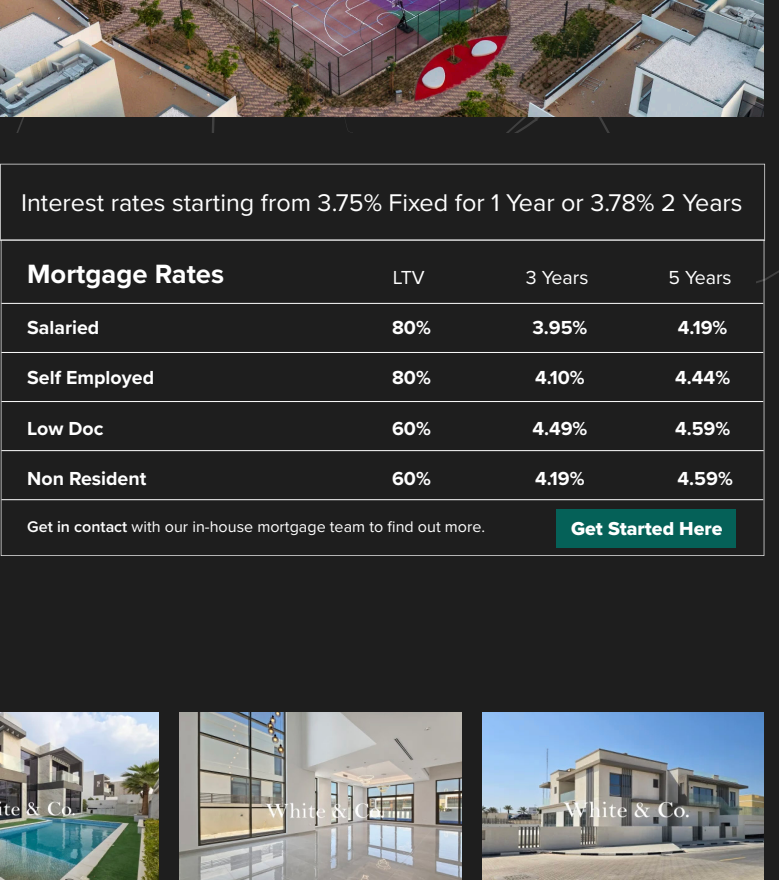 Interest rates starting from 3.75% Fixed for 1 Year or 3.78% 2 Years
Mortgage Rates LTV 3 Years 5 Years
Salaried 80% 3.95% 4.19%
Self Employed 80% 4.10% 4.44%
Low Doc 60% 4.49% 4.59%
Non Resident 60% 4.19% 4.59%
Get in contact with our in-house mortgage team to find out more. Get Started Here
ite & Co. White & Co. White & Co.